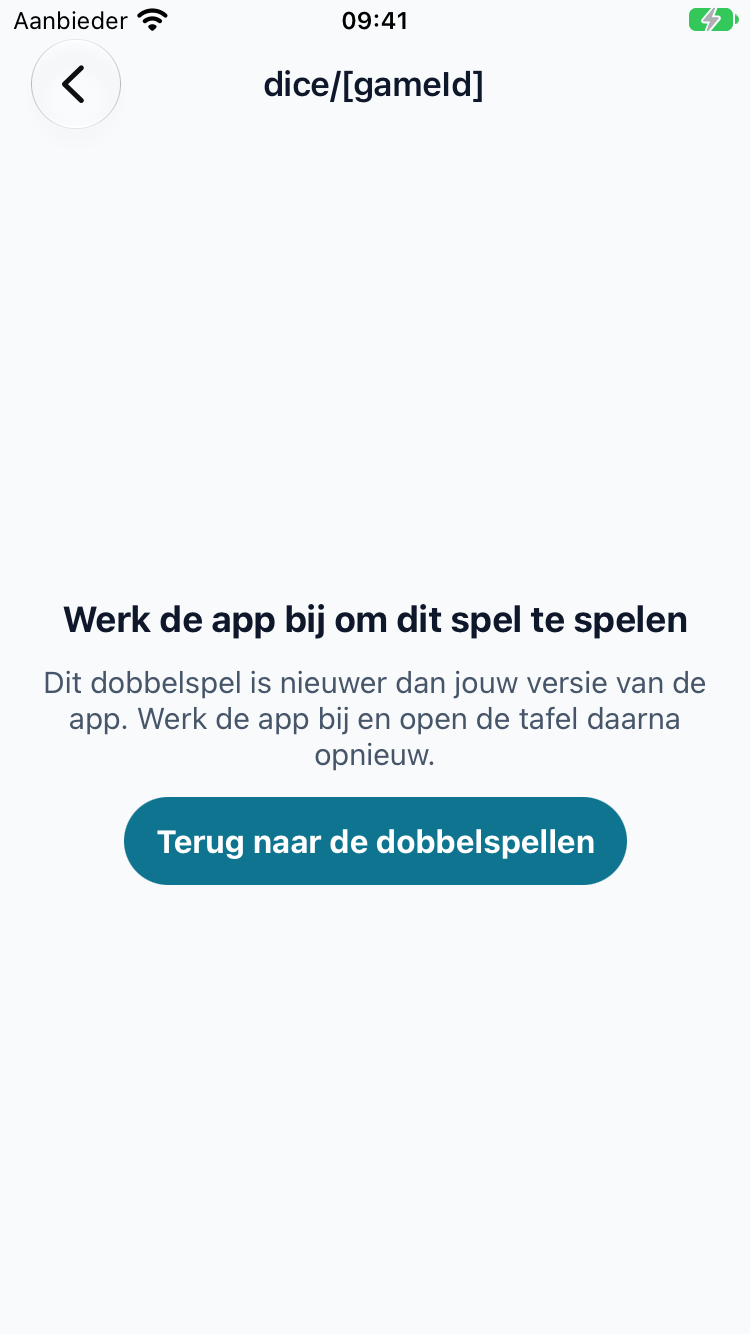 Aanbieder 09:41
dice/[gameId]
Werk de app bij om dit spel te spelen
Dit dobbelspel is nieuwer dan jouw versie van de
app. Werk de app bij en open de tafel daarna
opnieuw.
Terug naar de dobbelspellen